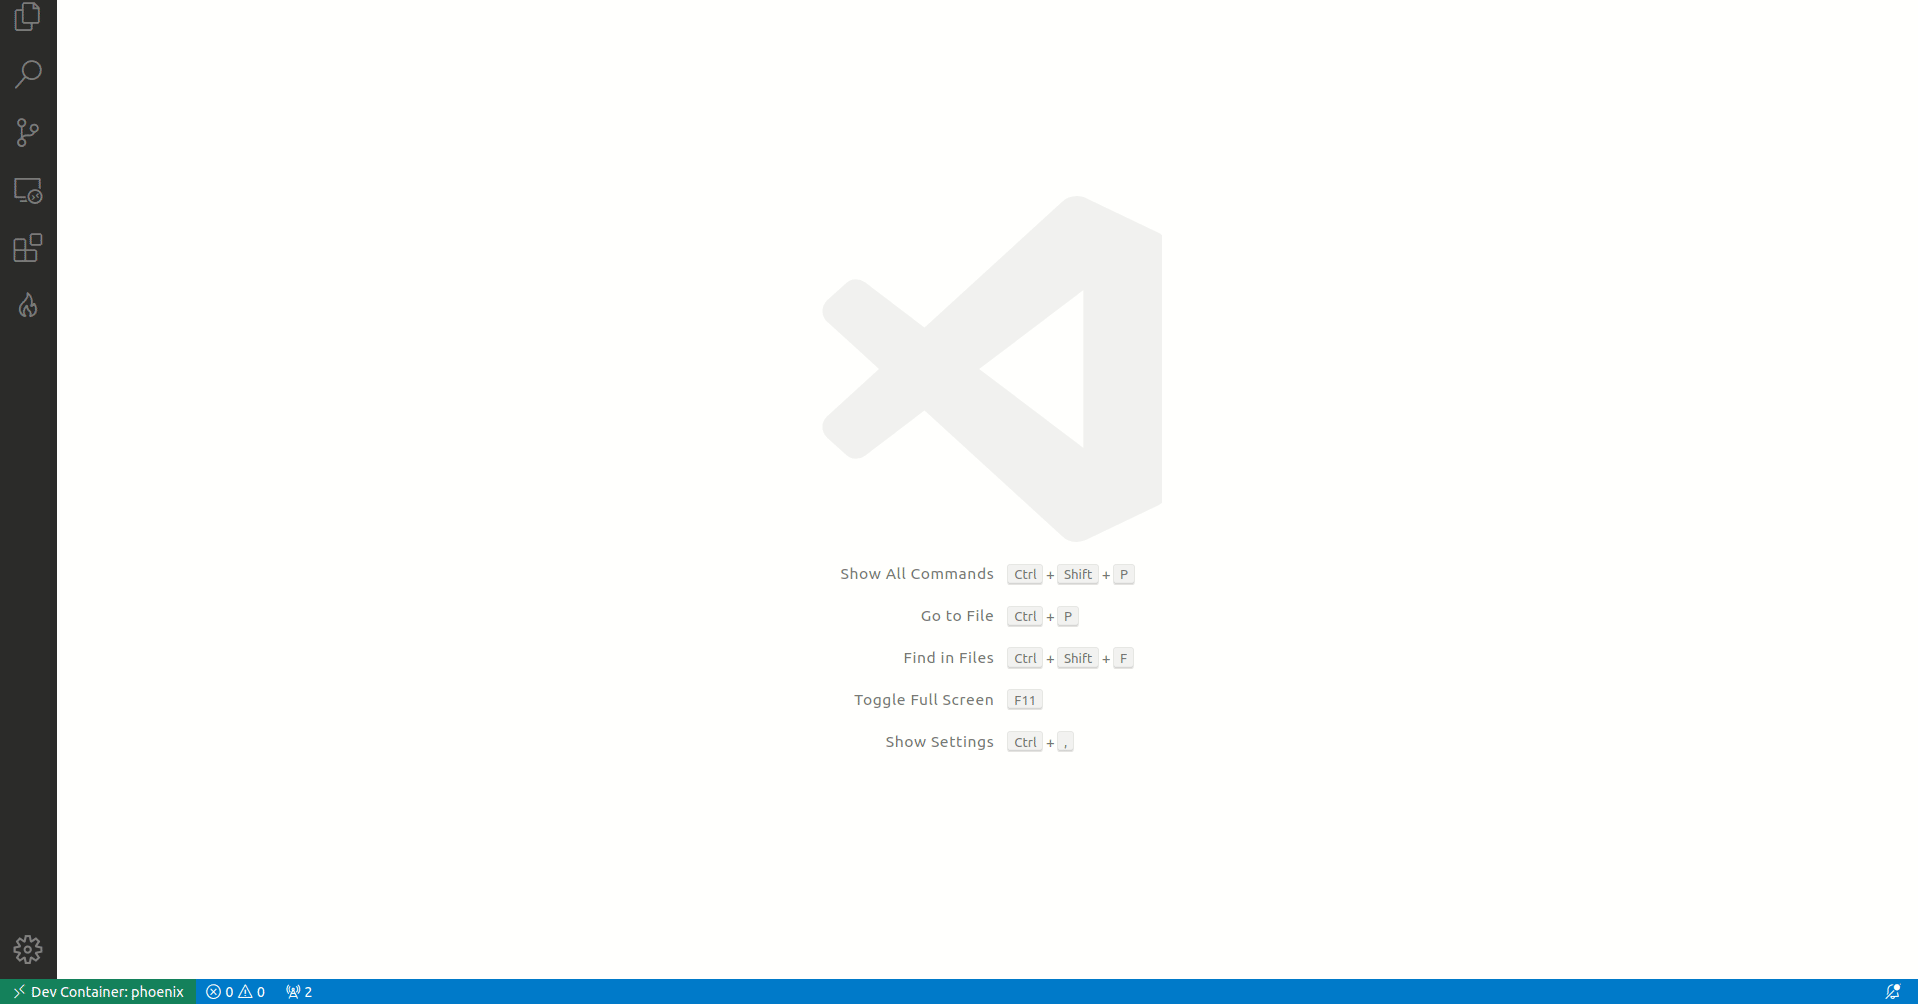 Show All Commands Ctrl + Shift + P
Go to File Ctrl + P
Find in Files Ctrl + Shift + F
Toggle Full Screen F11
Show Settings Ctrl + ,
Dev Container: phoenix 0 0 2